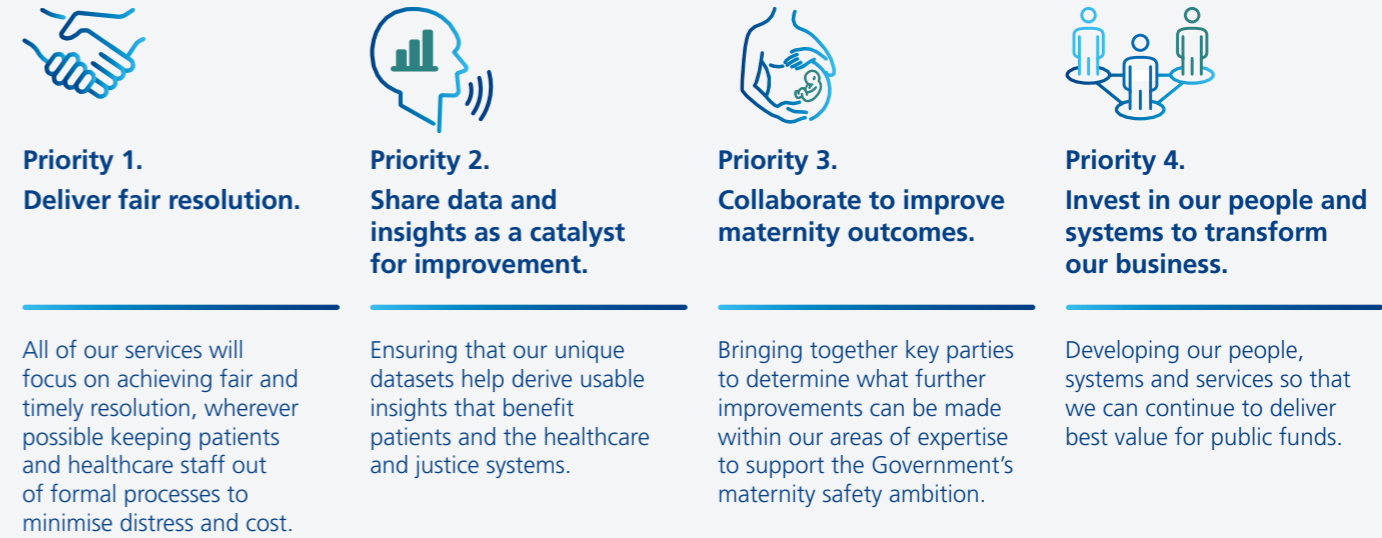 Priority 1.
Deliver fair resolution.
All of our services will
focus on achieving fair and
timely resolution, wherever
possible keeping patients
and healthcare staff out
of formal processes to
minimise distress and cost.
Priority 2.
Share data and
insights as a catalyst
for improvement.
Ensuring that our unique
datasets help derive usable
insights that benefit
patients and the healthcare
and justice systems.
Priority 3.
Collaborate to improve
maternity outcomes.
Bringing together key parties
to determine what further
improvements can be made
within our areas of expertise
to support the Government’s
maternity safety ambition.
Priority 4.
Invest in our people and
systems to transform
our business.
Developing our people,
systems and services so that
we can continue to deliver
best value for public funds.